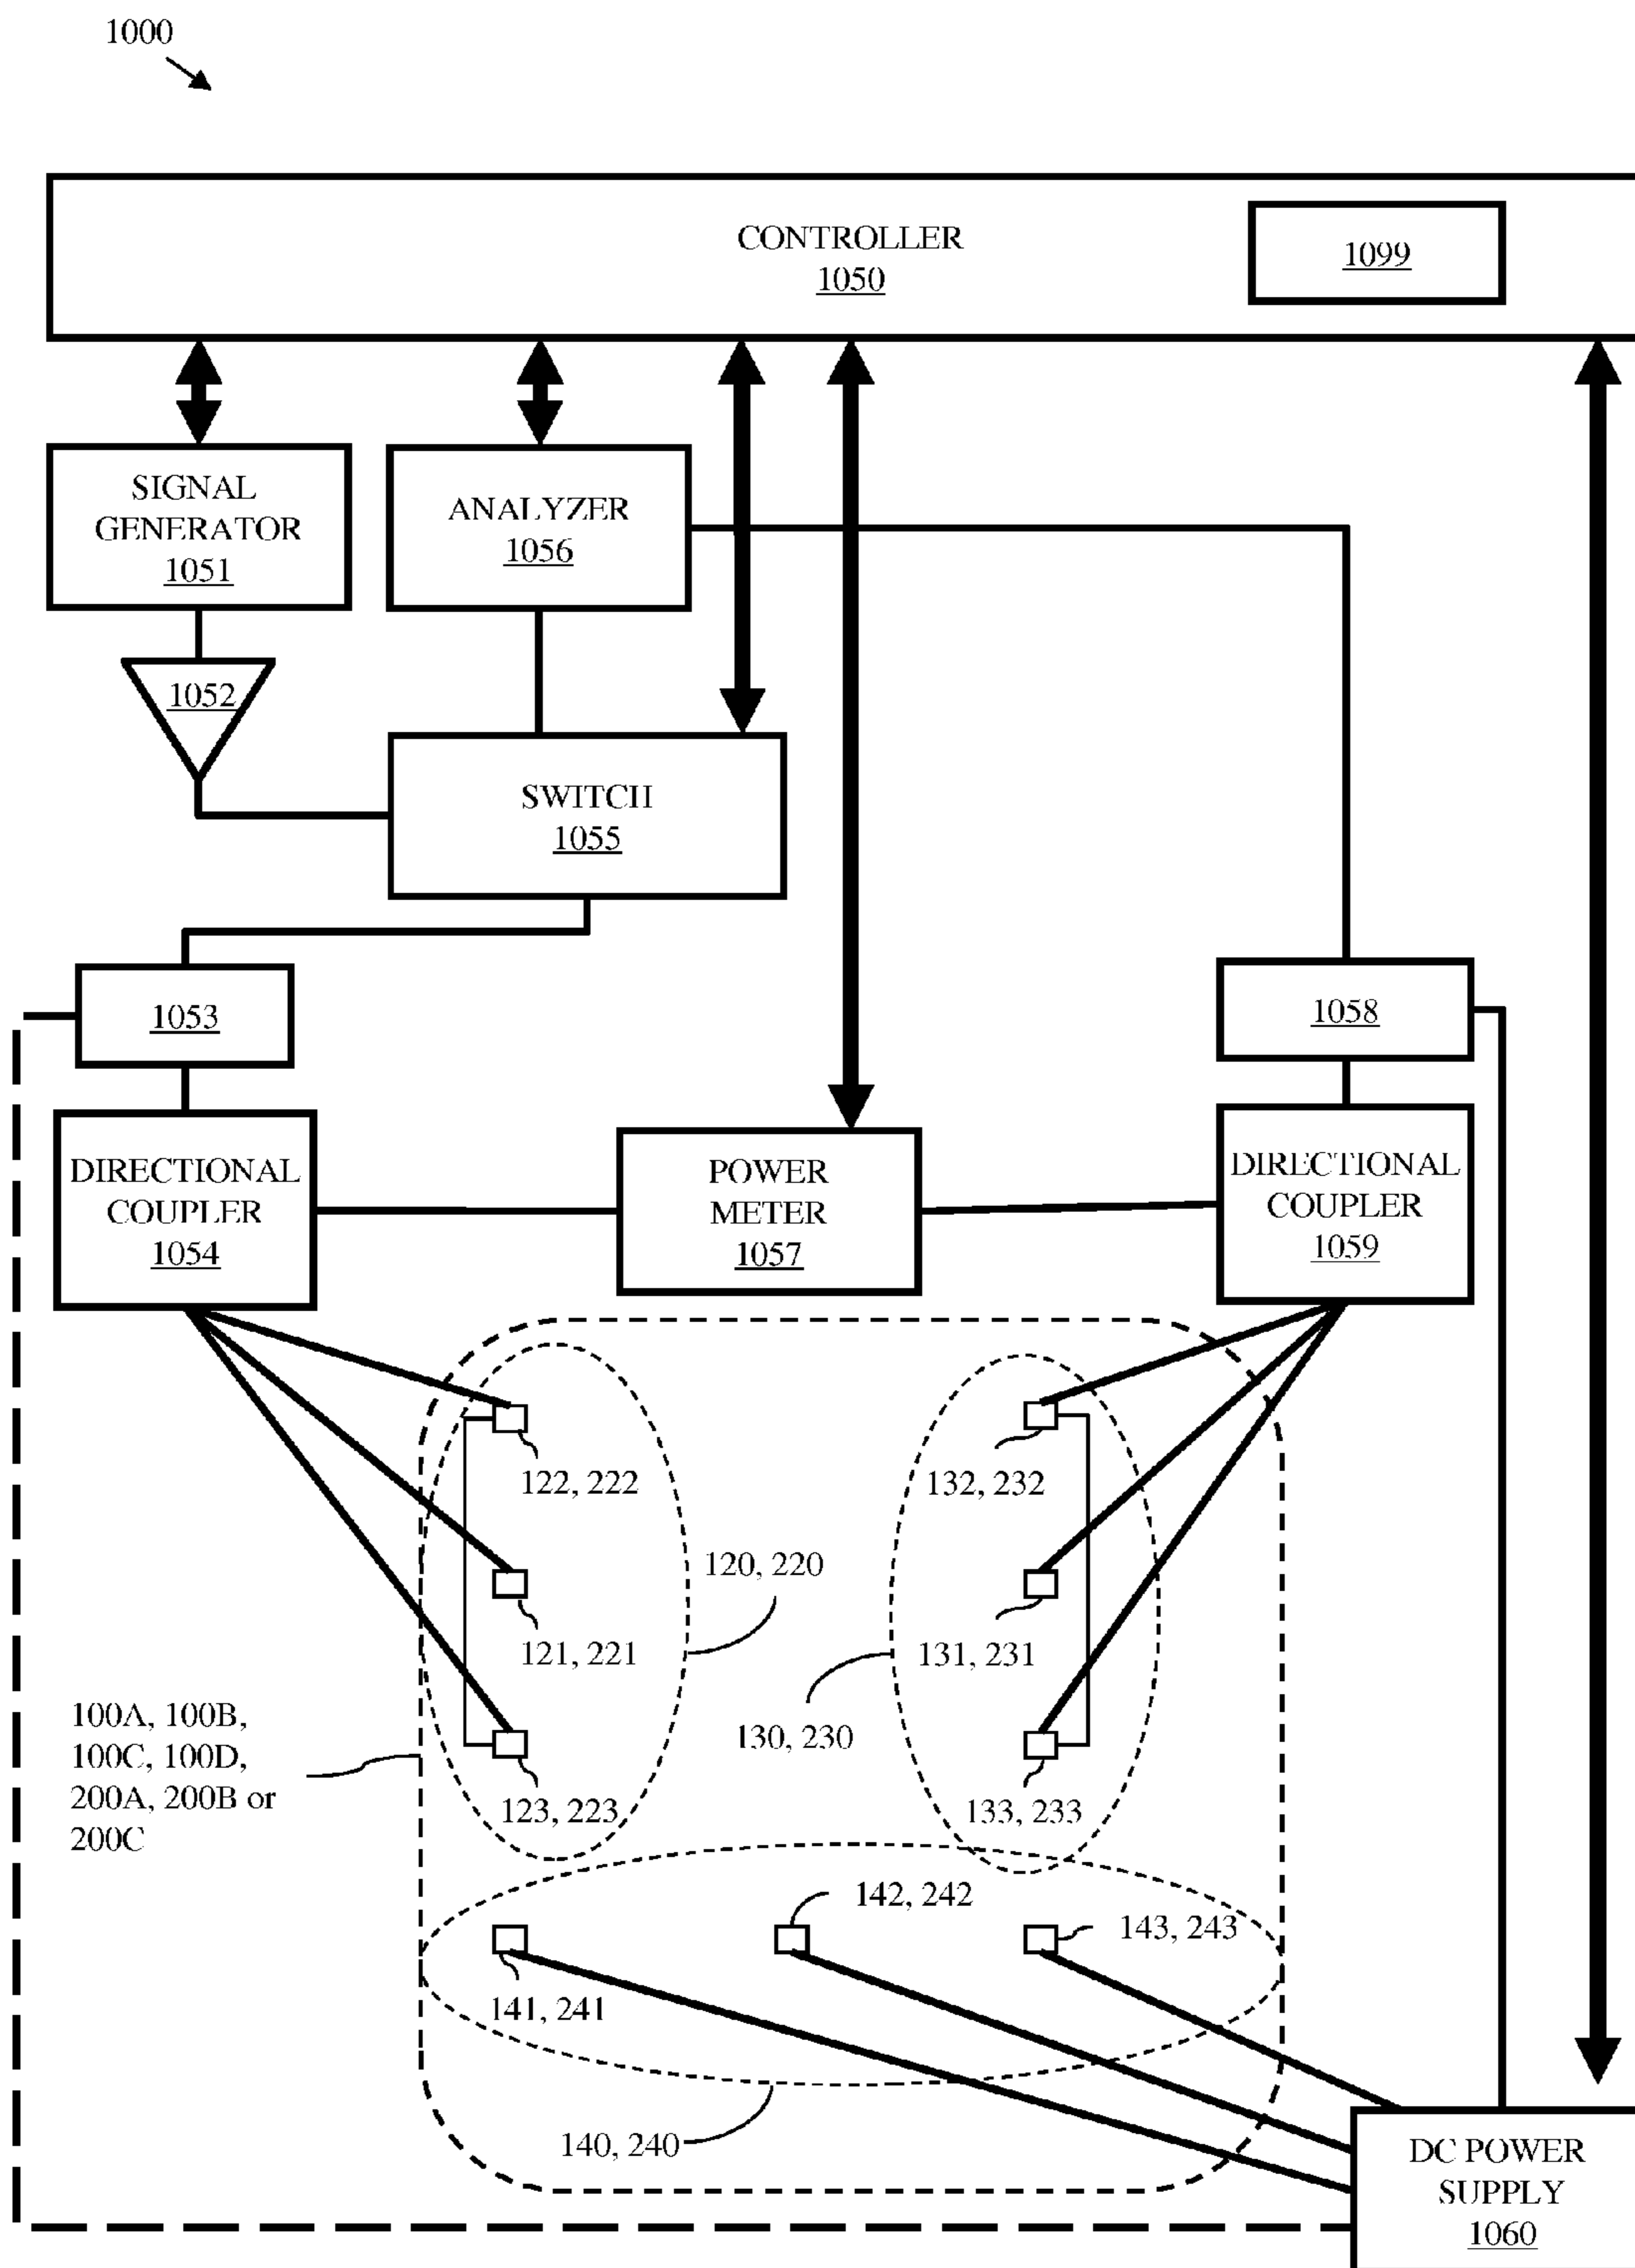 1000
CONTROLLER
1050
1099
SIGNAL
GENERATOR
1051
ANALYZER
1056
1052
SWITCH
1055
1053
1058
DIRECTIONAL
COUPLER
1054
POWER
METER
1057
DIRECTIONAL
COUPLER
1059
122, 222
132, 232
120, 220
121, 221
131, 231
100A, 100B,
100C, 100D,
200A, 200B or
200C
130, 230
123, 223
133, 233
142, 242
143, 243
141, 241
140, 240
DC POWER
SUPPLY
1060